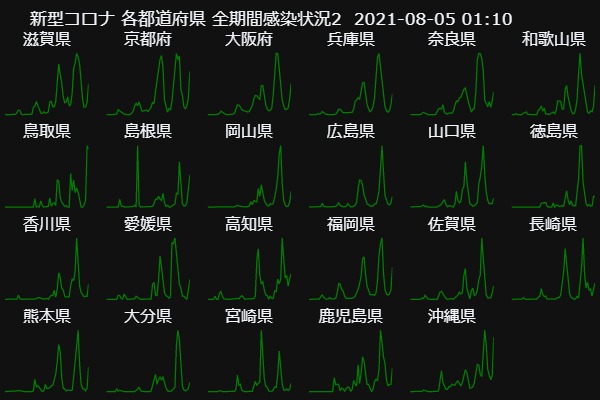 新型コロナ 各都道府県 全期間感染状況2 2021-08-05 01:10
滋賀県 京都府 大阪府 兵庫県 奈良県 和歌山県
鳥取県 島根県 岡山県 広島県 山口県 徳島県
香川県 愛媛県 高知県 福岡県 佐賀県 長崎県
熊本県 大分県 宮崎県 鹿児島県 沖縄県